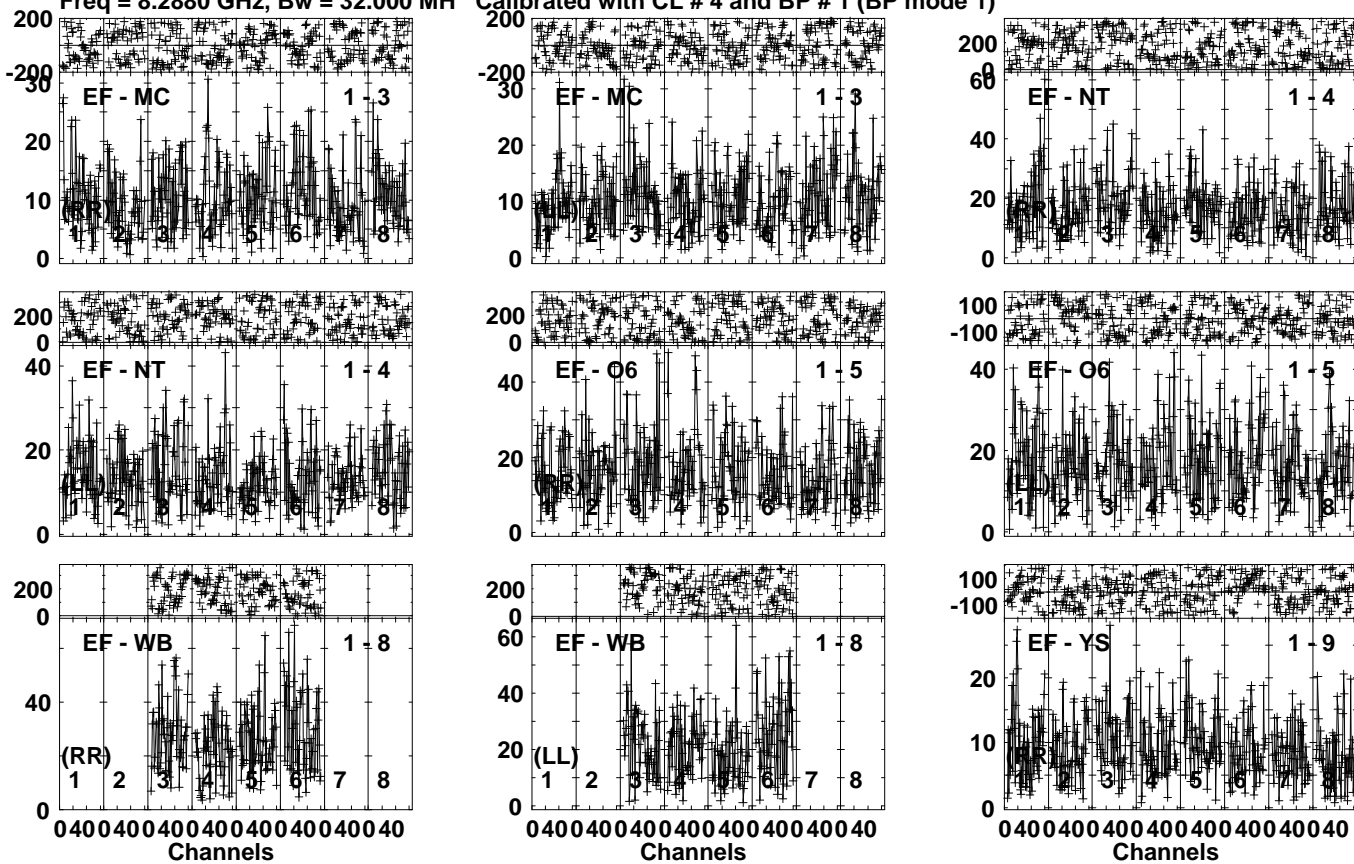 Freq = 8.2880 GHz, Bw = 32.000 MH Calibrated with CL # 4 and BP # 1 (BP mode 1)
200 0 -200 30 20 10 0 EF - MC 1 - 3 (RR) 1 2 3 4 5 6 7 8
200 0 -200 30 20 10 0 EF - MC 1 - 3 (LL) 1 2 3 4 5 6 7 8
200 0 60 40 20 0 EF - NT 1 - 4 (RR) 1 2 3 4 5 6 7 8
200 0 40 20 0 EF - NT 1 - 4 (LL) 1 2 3 4 5 6 7 8
200 0 40 20 0 EF - O6 1 - 5 (RR) 1 2 3 4 5 6 7 8
100 -100 40 20 0 EF - O6 1 - 5 (LL) 1 2 3 4 5 6 7 8
200 0 40 0 EF - WB 1 - 8 (RR) 1 2 3 4 5 6 7 8
200 0 60 40 20 0 EF - WB 1 - 8 (LL) 1 2 3 4 5 6 7 8
100 -100 20 10 0 EF - YS 1 - 9 (RR) 1 2 3 4 5 6 7 8
0 40 0 40 0 40 0 40 0 40 0 40 0 40 0 40
0 40 0 40 0 40 0 40 0 40 0 40 0 40 0 40
0 40 0 40 0 40 0 40 0 40 0 40 0 40 0 40
Channels
Channels
Channels